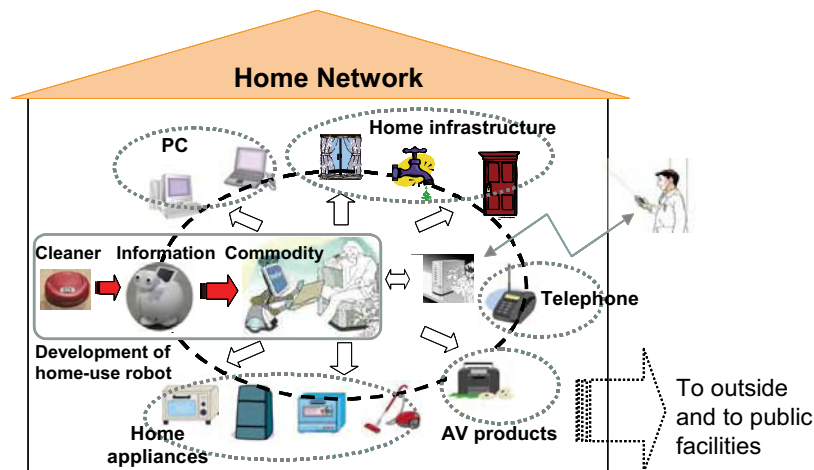 Home Network
PC
Home infrastructure
Cleaner
Information
Commodity
Telephone
Development of
home-use robot
Home
appliances
AV products
To outside
and to public
facilities